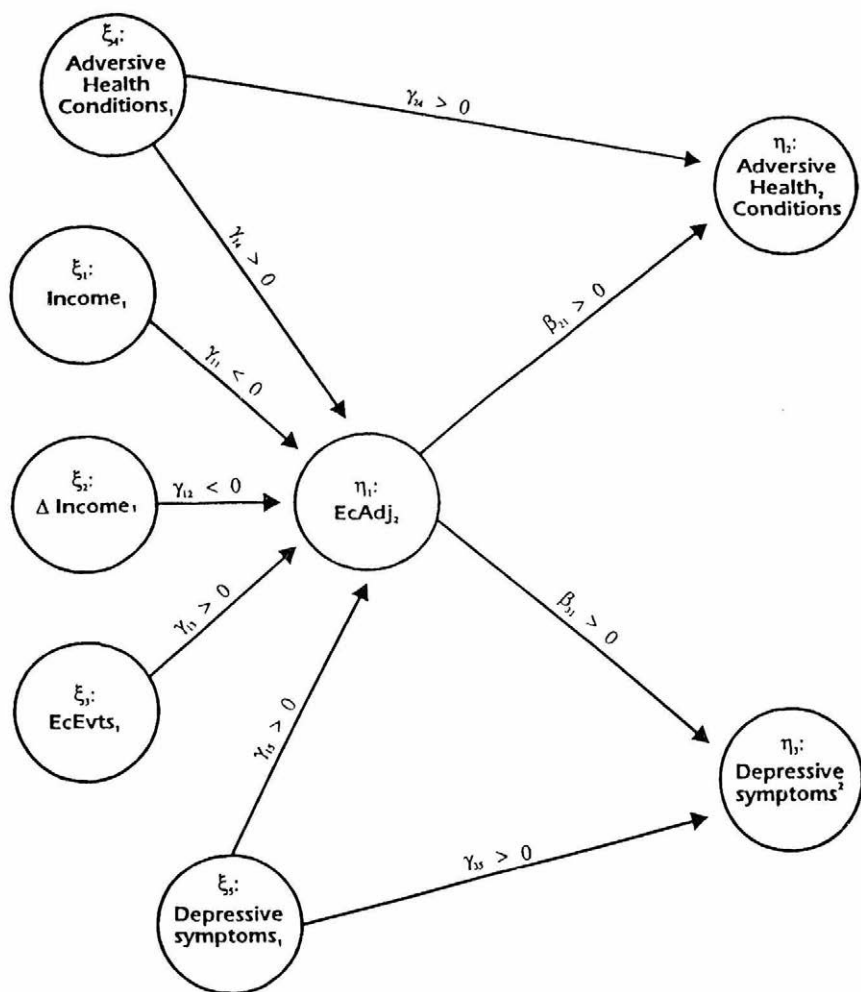 ξ₄:
Adversive
Health
Conditions₁
γ₂₄ > 0
η₂:
Adversive
Health₂
Conditions
γ₁₄ > 0
ξ₁:
Income₁
γ₁₁ < 0
β₂₁ > 0
ξ₂:
Δ Income₁
γ₁₂ < 0
η₁:
EcAdj₂
ξ₃:
EcEvts₁
γ₁₃ > 0
β₃₁ > 0
γ₁₅ > 0
η₃:
Depressive
symptoms²
ξ₅:
Depressive
symptoms₁
γ₃₅ > 0